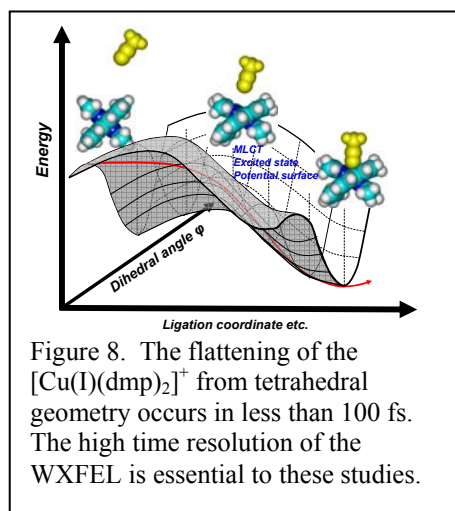 Energy
MLCT
Excited state
Potential surface
Dihedral angle φ
Ligation coordinate etc.
Figure 8. The flattening of the
[Cu(I)(dmp)₂]⁺ from tetrahedral
geometry occurs in less than 100 fs.
The high time resolution of the
WXFEL is essential to these studies.